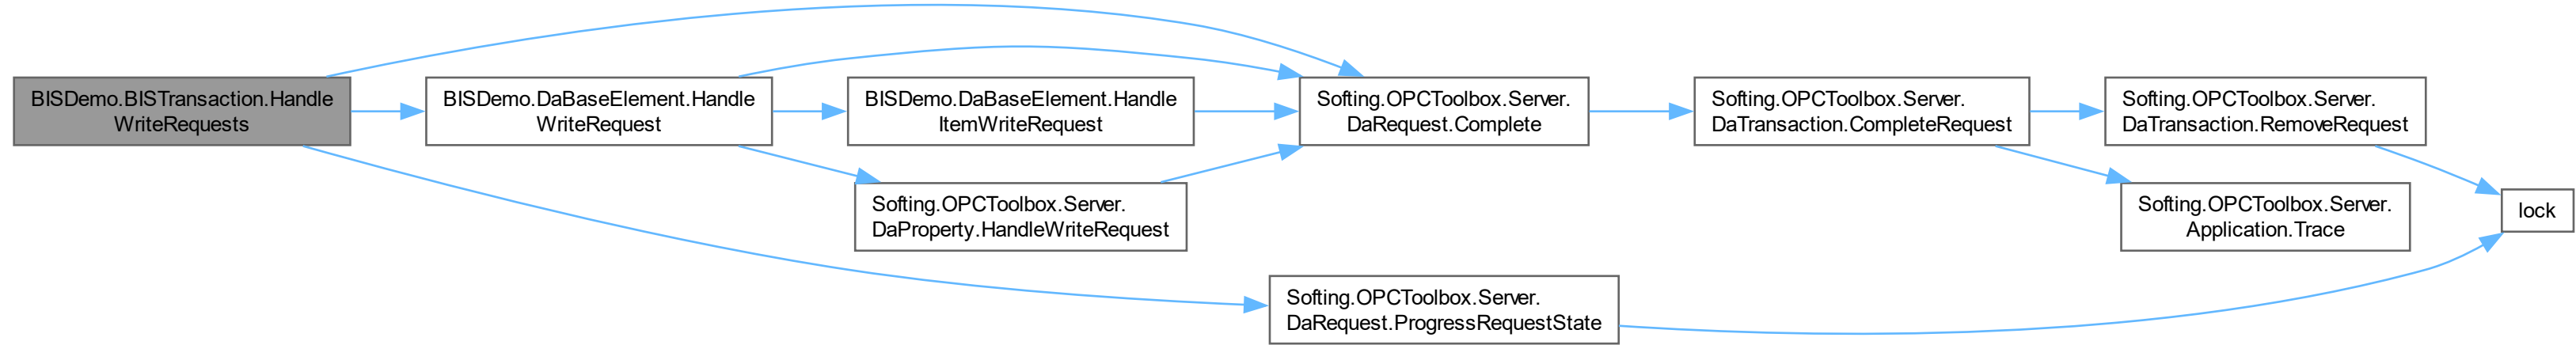 BISDemo.BISTransaction.Handle
WriteRequests
BISDemo.DaBaseElement.Handle
WriteRequest
BISDemo.DaBaseElement.Handle
ItemWriteRequest
Softing.OPCToolbox.Server.
DaProperty.HandleWriteRequest
Softing.OPCToolbox.Server.
DaRequest.Complete
Softing.OPCToolbox.Server.
DaRequest.ProgressRequestState
Softing.OPCToolbox.Server.
DaTransaction.CompleteRequest
Softing.OPCToolbox.Server.
DaTransaction.RemoveRequest
Softing.OPCToolbox.Server.
Application.Trace
lock